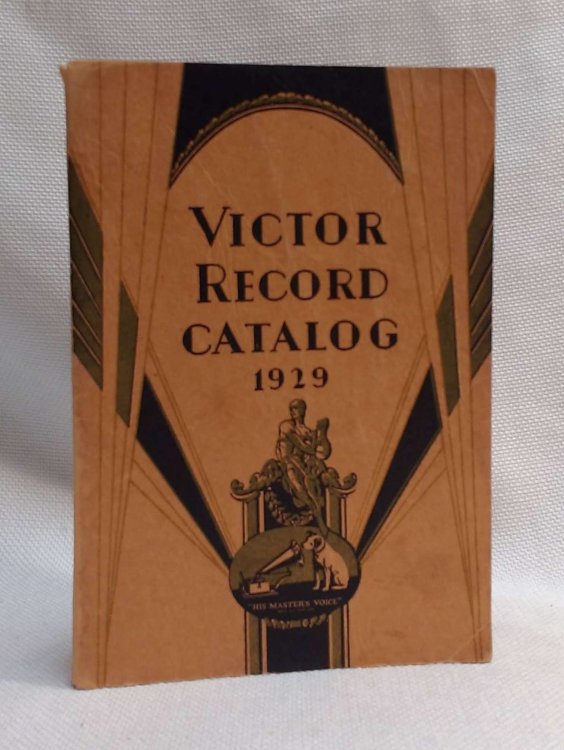 VICTOR
RECORD
CATALOG
1929
"HIS MASTER'S VOICE"